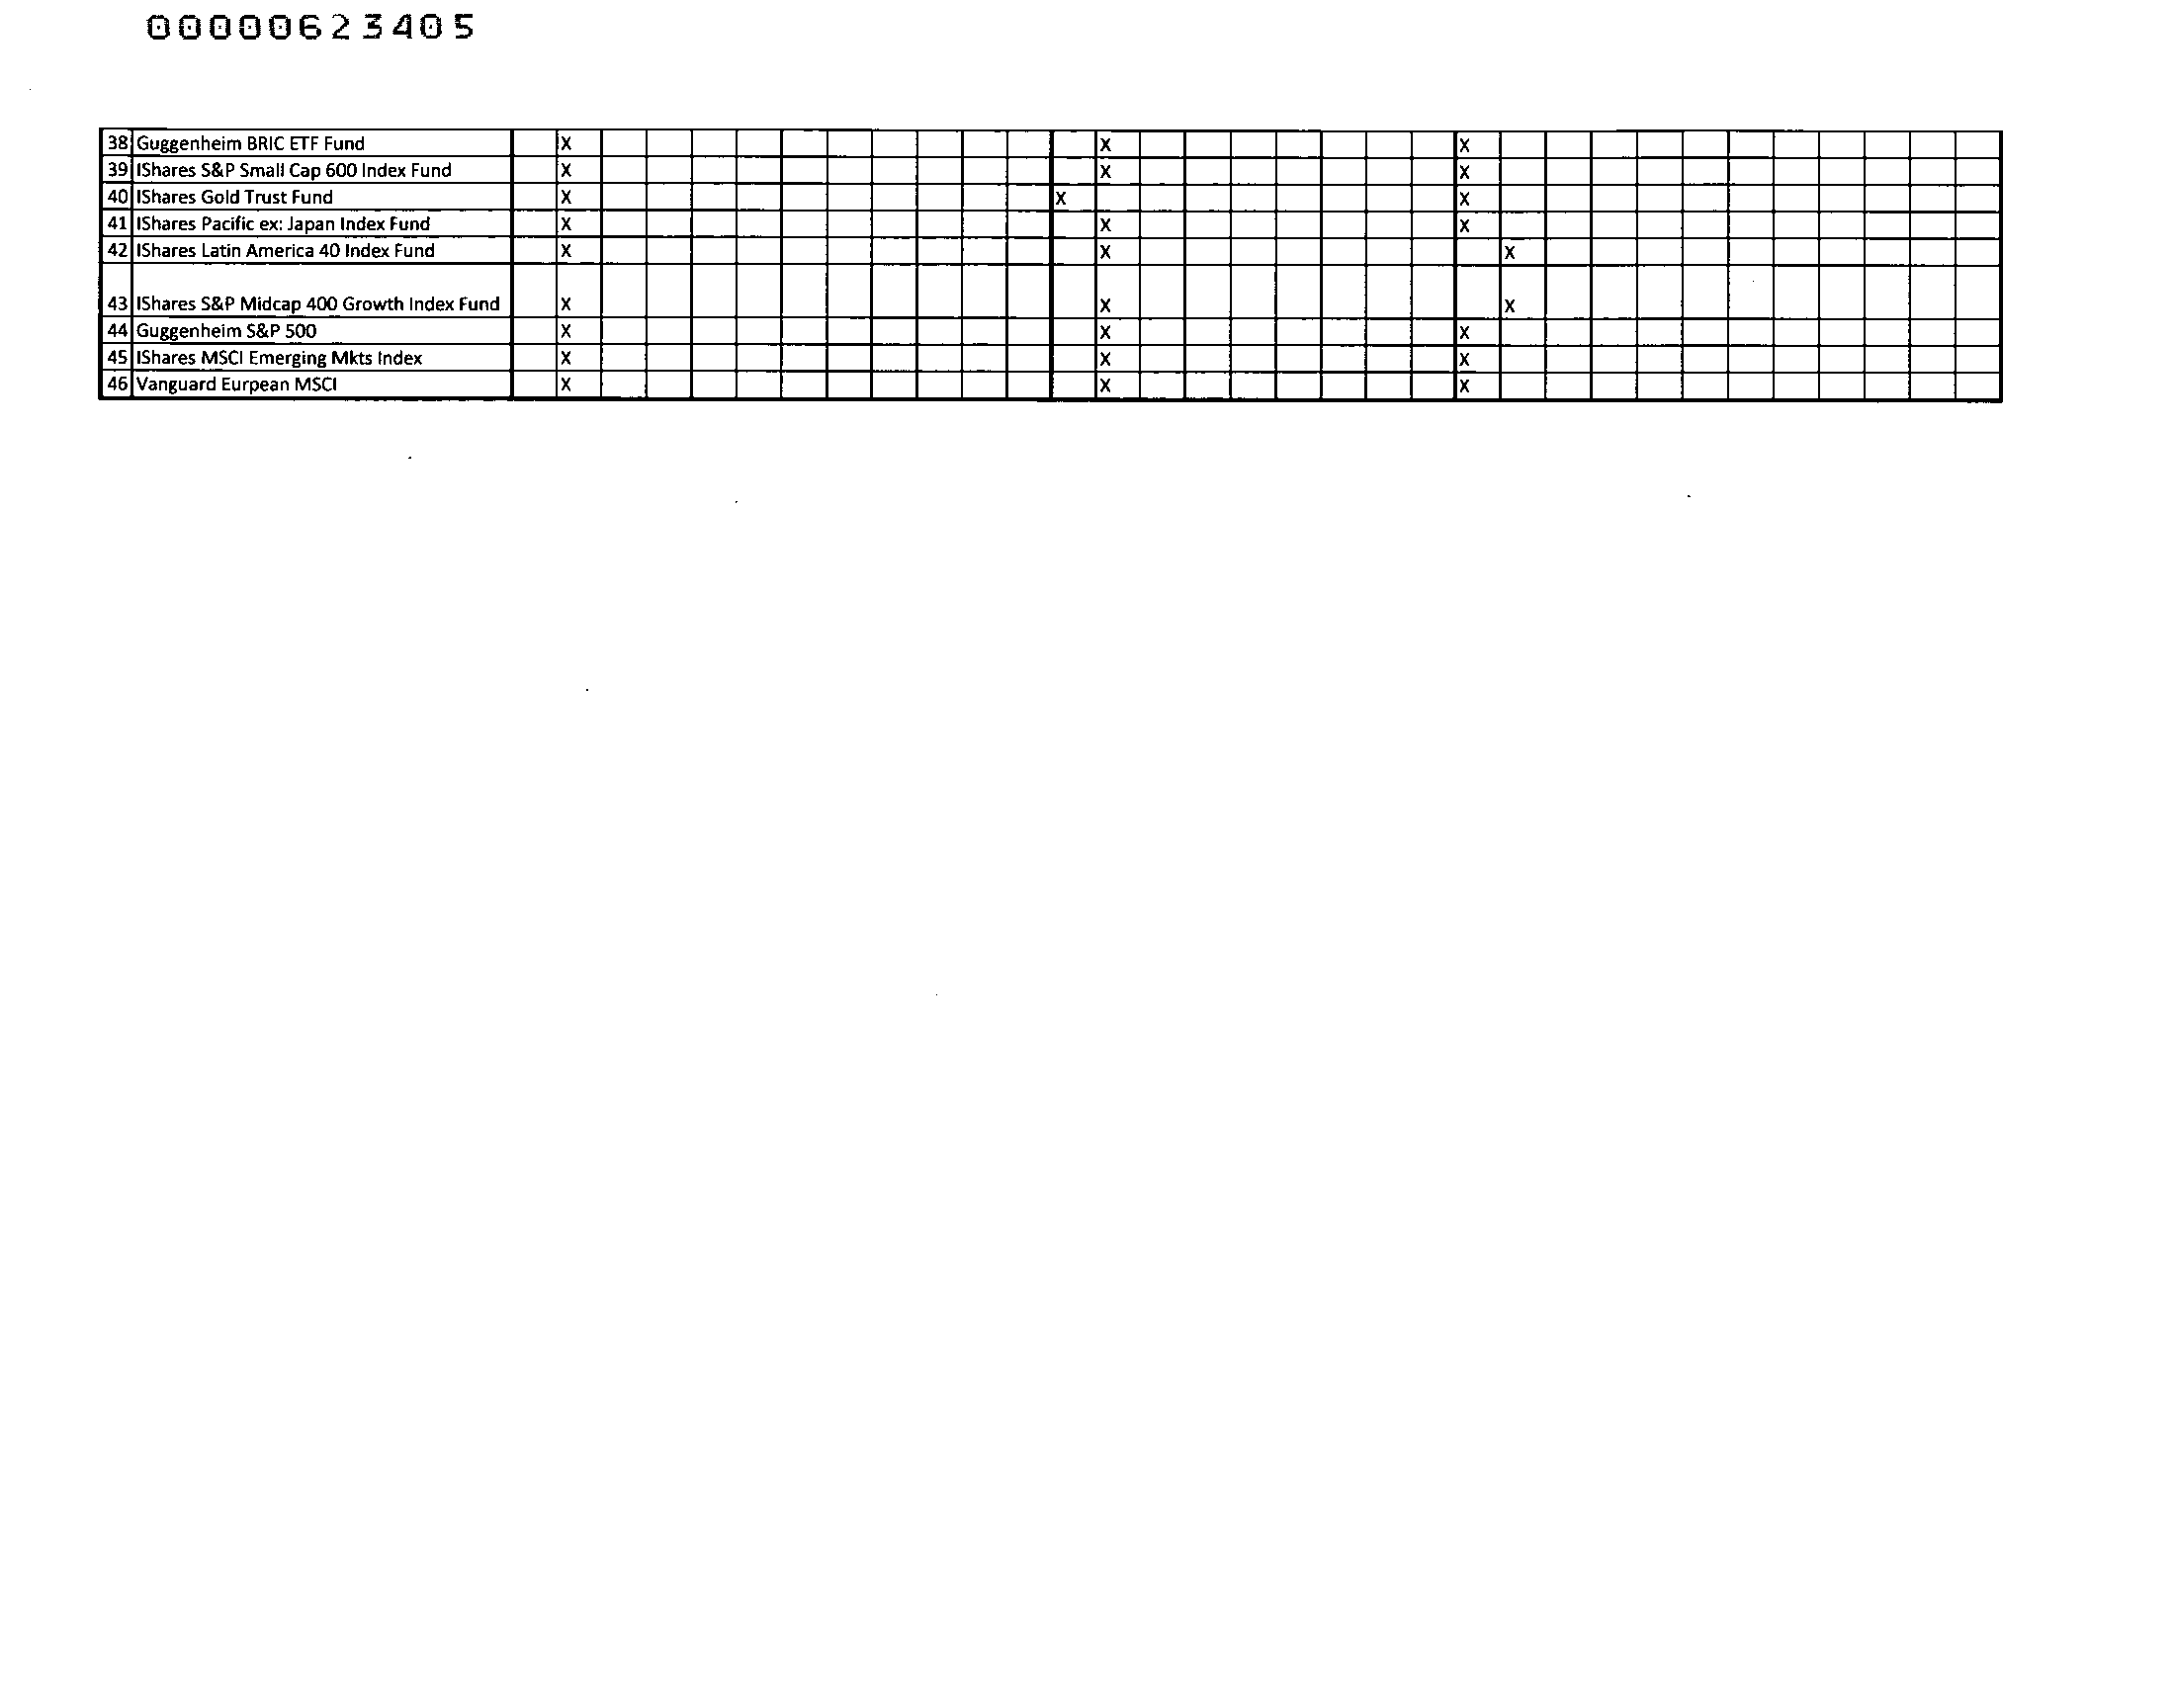 00000623405
38 Guggenheim BRIC ETF Fund X X X
39 IShares S&P Small Cap 600 Index Fund X X X
40 IShares Gold Trust Fund X X X
41 IShares Pacific ex: Japan Index Fund X X X
42 IShares Latin America 40 Index Fund X X X
43 IShares S&P Midcap 400 Growth Index Fund X X X
44 Guggenheim S&P 500 X X X
45 IShares MSCI Emerging Mkts Index X X X
46 Vanguard Eurpean MSCI X X X